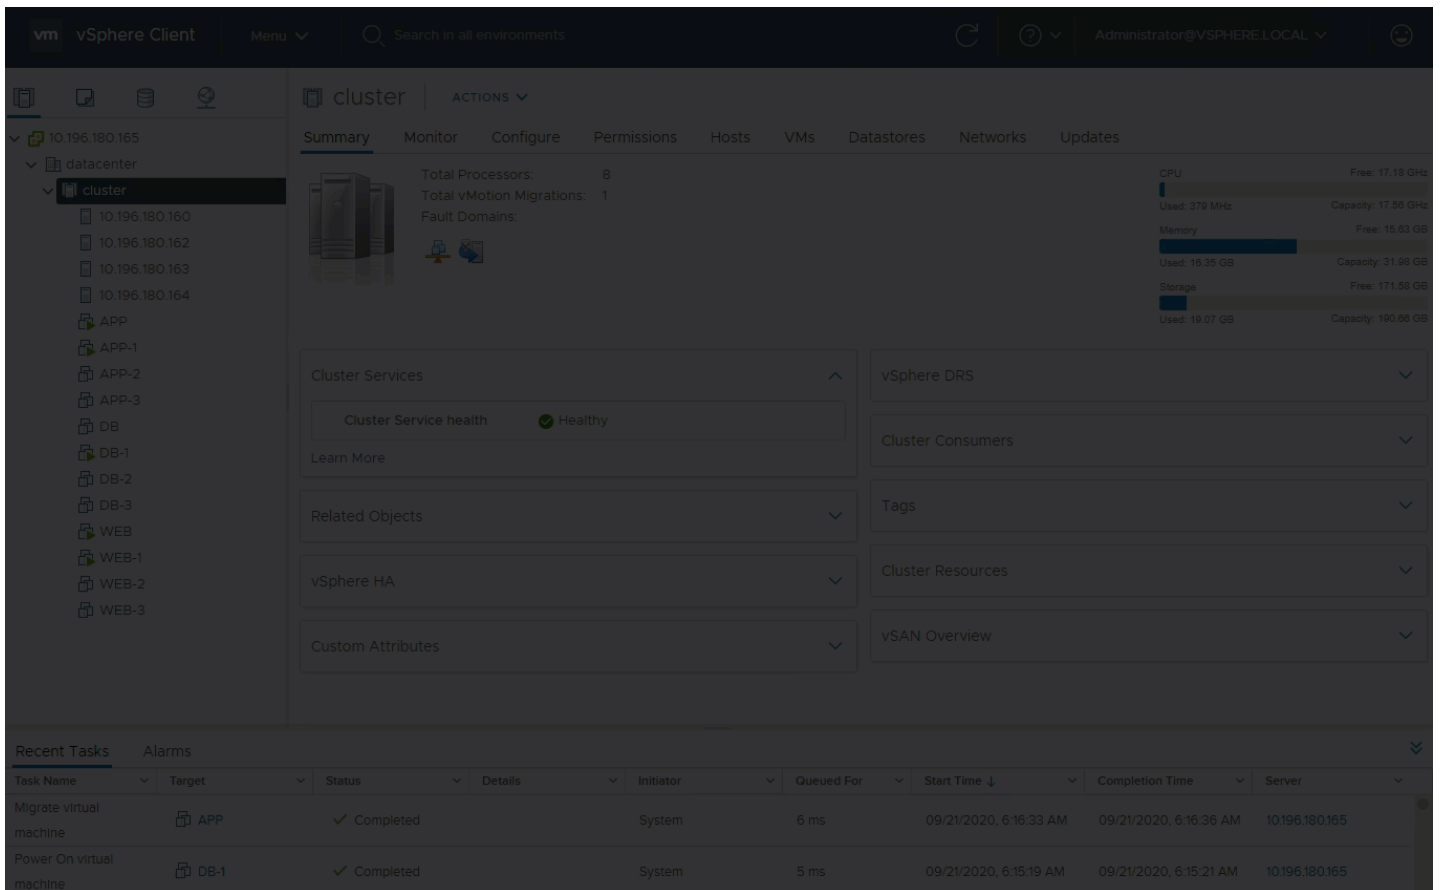 vm vSphere Client Menu Search in all environments Administrator@VSPHERE.LOCAL
cluster ACTIONS
10.196.180.165
datacenter
cluster
10.196.180.160
10.196.180.162
10.196.180.163
10.196.180.164
APP
APP-1
APP-2
APP-3
DB
DB-1
DB-2
DB-3
WEB
WEB-1
WEB-2
WEB-3
Summary Monitor Configure Permissions Hosts VMs Datastores Networks Updates
Total Processors: 8
Total vMotion Migrations: 1
Fault Domains:
CPU Free: 17.18 GHz
Used: 379 MHz Capacity: 17.56 GHz
Memory Free: 15.63 GB
Used: 16.35 GB Capacity: 31.98 GB
Storage Free: 171.58 GB
Used: 19.07 GB Capacity: 190.66 GB
Cluster Services
Cluster Service health Healthy
Learn More
Related Objects
vSphere HA
Custom Attributes
vSphere DRS
Cluster Consumers
Tags
Cluster Resources
vSAN Overview
Recent Tasks Alarms
Task Name Target Status Details Initiator Queued For Start Time Completion Time Server
Migrate virtual
machine APP Completed System 6 ms 09/21/2020, 6:16:33 AM 09/21/2020, 6:16:36 AM 10.196.180.165
Power On virtual
machine DB-1 Completed System 5 ms 09/21/2020, 6:15:19 AM 09/21/2020, 6:15:21 AM 10.196.180.165